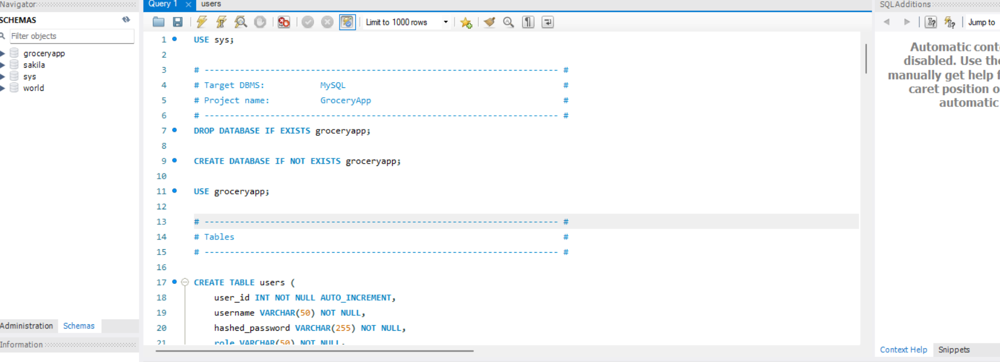 Navigator
SCHEMAS
Filter objects
groceryapp
sakila
sys
world
Administration Schemas
Information
Query 1 users
Limit to 1000 rows
1 USE sys;
2
3 # ---------------------------------------------------------------------- #
4 # Target DBMS: MySQL #
5 # Project name: GroceryApp #
6 # ---------------------------------------------------------------------- #
7 DROP DATABASE IF EXISTS groceryapp;
8
9 CREATE DATABASE IF NOT EXISTS groceryapp;
10
11 USE groceryapp;
12
13 # ---------------------------------------------------------------------- #
14 # Tables #
15 # ---------------------------------------------------------------------- #
16
17 CREATE TABLE users (
18 user_id INT NOT NULL AUTO_INCREMENT,
19 username VARCHAR(50) NOT NULL,
20 hashed_password VARCHAR(255) NOT NULL,
21 role VARCHAR(50) NOT NULL,
SQLAdditions
Jump to
Automatic cont
disabled. Use the
manually get help f
caret position o
automatic
Context Help Snippets